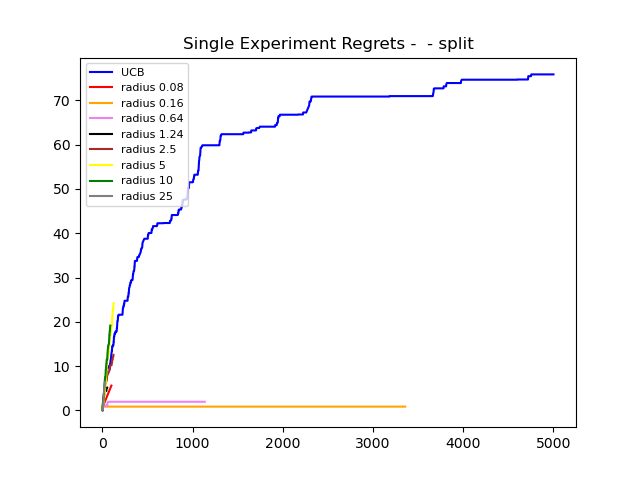 Single Experiment Regrets -  - split
UCB
radius 0.08
radius 0.16
radius 0.64
radius 1.24
radius 2.5
radius 5
radius 10
radius 25
70
60
50
40
30
20
10
0
0 1000 2000 3000 4000 5000